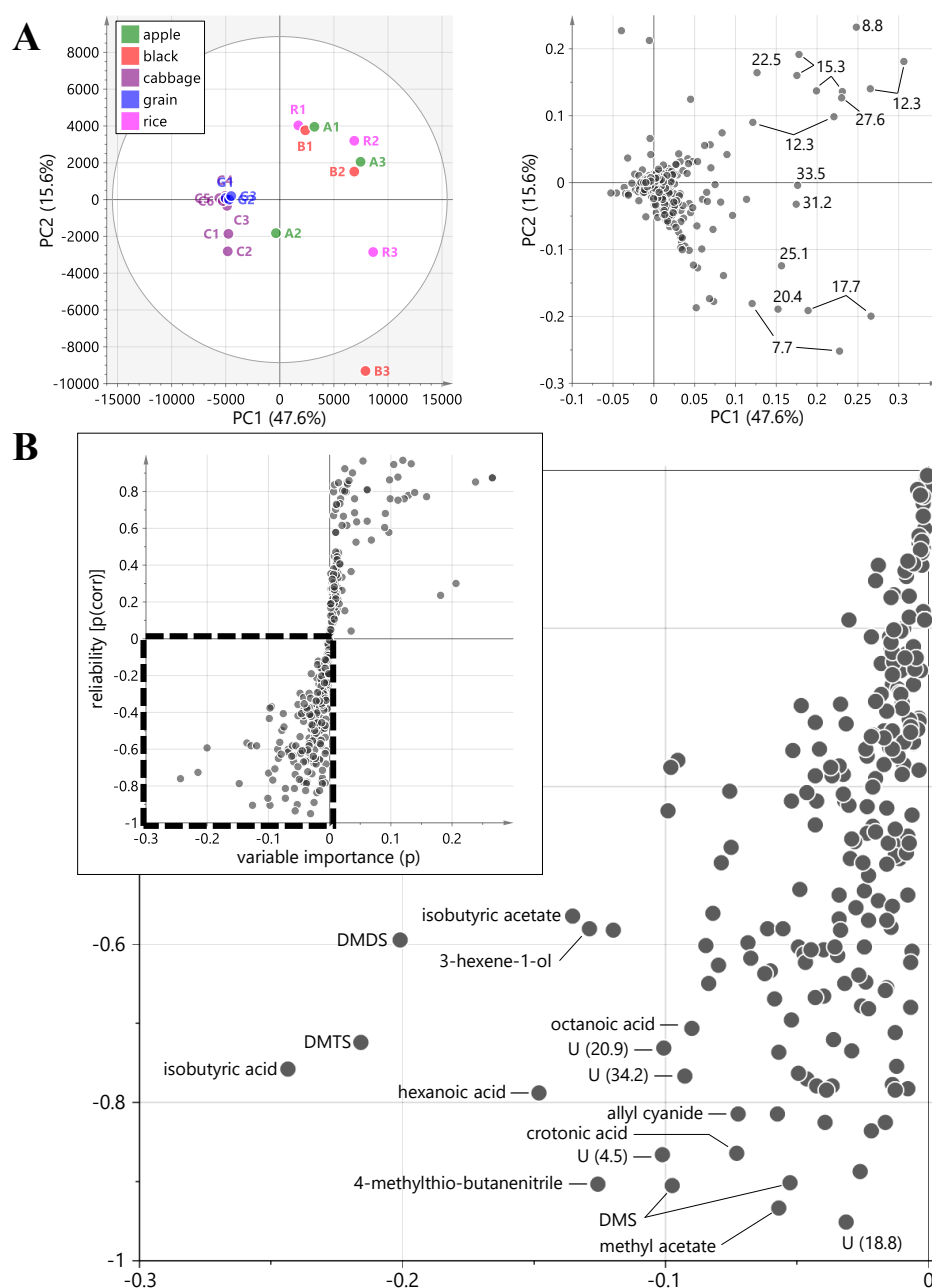 A
apple
black
cabbage
grain
rice
8000
6000
4000
2000
0
-2000
-4000
-6000
-8000
-10000
PC2 (15.6%)
R1
A1
B1
R2
A3
B2
G3
G2
C3
C1
A2
C2
R3
B3
-15000
-10000
-5000
0
5000
10000
15000
PC1 (47.6%)
0.2
0.1
0
-0.1
-0.2
-0.3
PC2 (15.6%)
8.8
22.5
15.3
12.3
27.6
12.3
33.5
31.2
25.1
17.7
20.4
7.7
-0.1
-0.05
0
0.05
0.1
0.15
0.2
0.25
0.3
PC1 (47.6%)
B
0.8
0.6
0.4
0.2
0
-0.2
-0.4
-0.6
-0.8
-1
reliability [p(corr)]
-0.3
-0.2
-0.1
0
0.1
0.2
variable importance (p)
isobutyric acetate
DMDS
-0.6
3-hexene-1-ol
octanoic acid
DMTS
U (20.9)
isobutyric acid
U (34.2)
hexanoic acid
-0.8
allyl cyanide
crotonic acid
U (4.5)
4-methylthio-butanenitrile
DMS
methyl acetate
U (18.8)
-1
-0.3
-0.2
-0.1
0